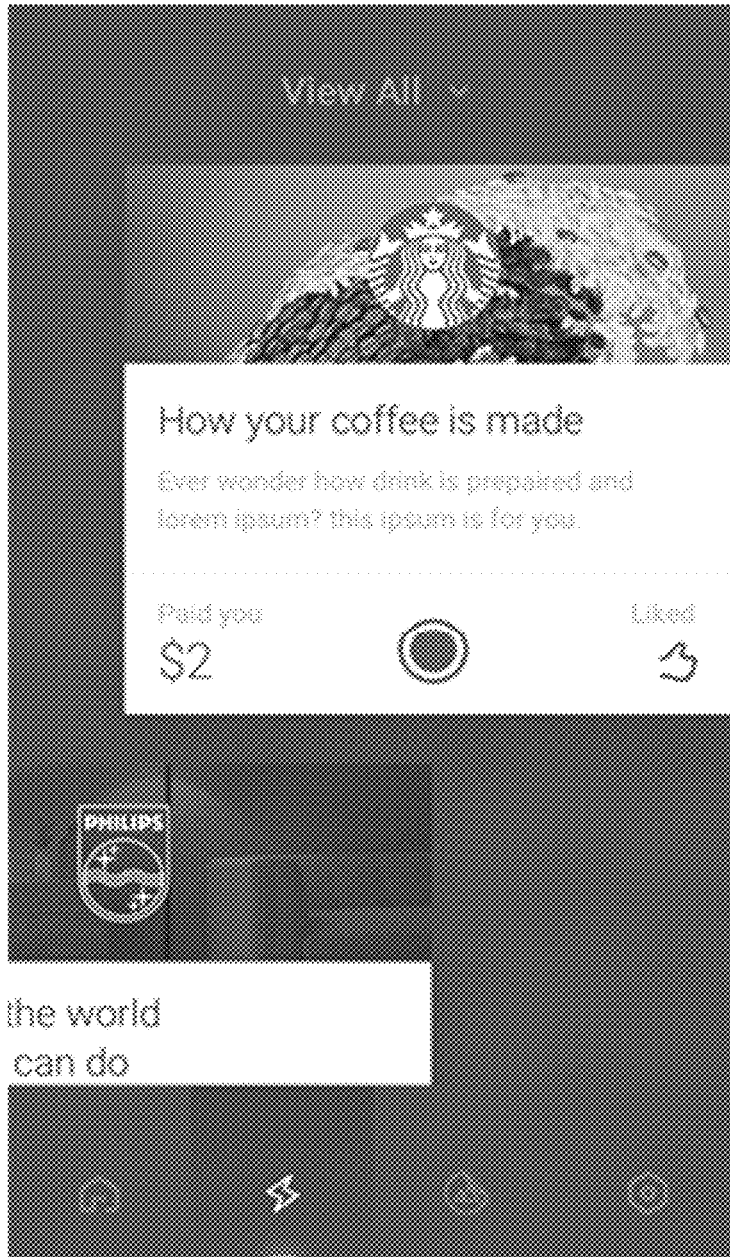 View All
How your coffee is made
Ever wonder how drink is prepaired and
lorem ipsum? this ipsum is for you.
Paid you
Liked
$2
PHILIPS
the world
can do